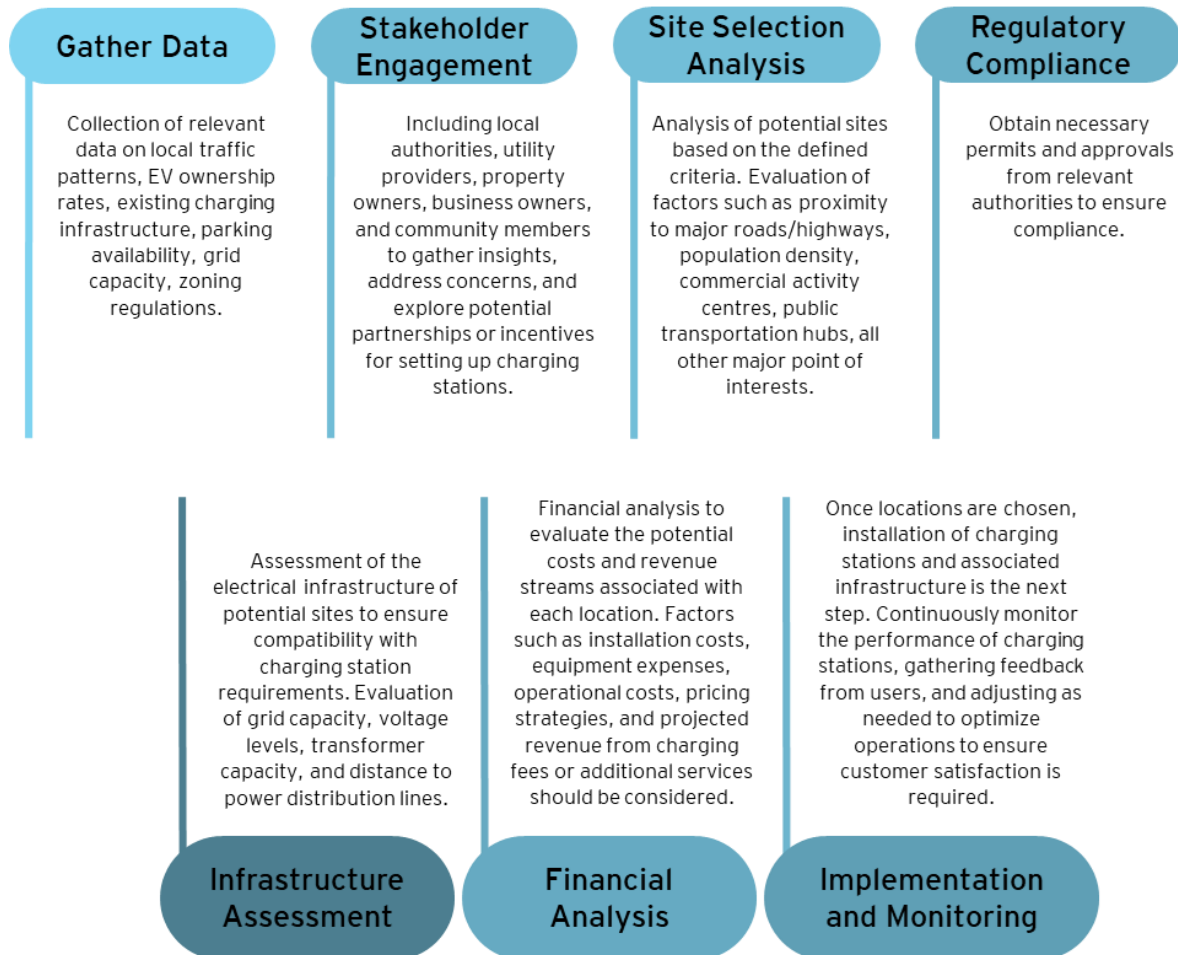 Gather Data
Collection of relevant
data on local traffic
patterns, EV ownership
rates, existing charging
infrastructure, parking
availability, grid
capacity, zoning
regulations.
Stakeholder
Engagement
Including local
authorities, utility
providers, property
owners, business owners,
and community members
to gather insights,
address concerns, and
explore potential
partnerships or incentives
for setting up charging
stations.
Site Selection
Analysis
Analysis of potential sites
based on the defined
criteria. Evaluation of
factors such as proximity
to major roads/highways,
population density,
commercial activity
centres, public
transportation hubs, all
other major point of
interests.
Regulatory
Compliance
Obtain necessary
permits and approvals
from relevant
authorities to ensure
compliance.
Assessment of the
electrical infrastructure of
potential sites to ensure
compatibility with
charging station
requirements. Evaluation
of grid capacity, voltage
levels, transformer
capacity, and distance to
power distribution lines.
Infrastructure
Assessment
Financial analysis to
evaluate the potential
costs and revenue
streams associated with
each location. Factors
such as installation costs,
equipment expenses,
operational costs, pricing
strategies, and projected
revenue from charging
fees or additional services
should be considered.
Financial
Analysis
Once locations are chosen,
installation of charging
stations and associated
infrastructure is the next
step. Continuously monitor
the performance of charging
stations, gathering feedback
from users, and adjusting as
needed to optimize
operations to ensure
customer satisfaction is
required.
Implementation
and Monitoring